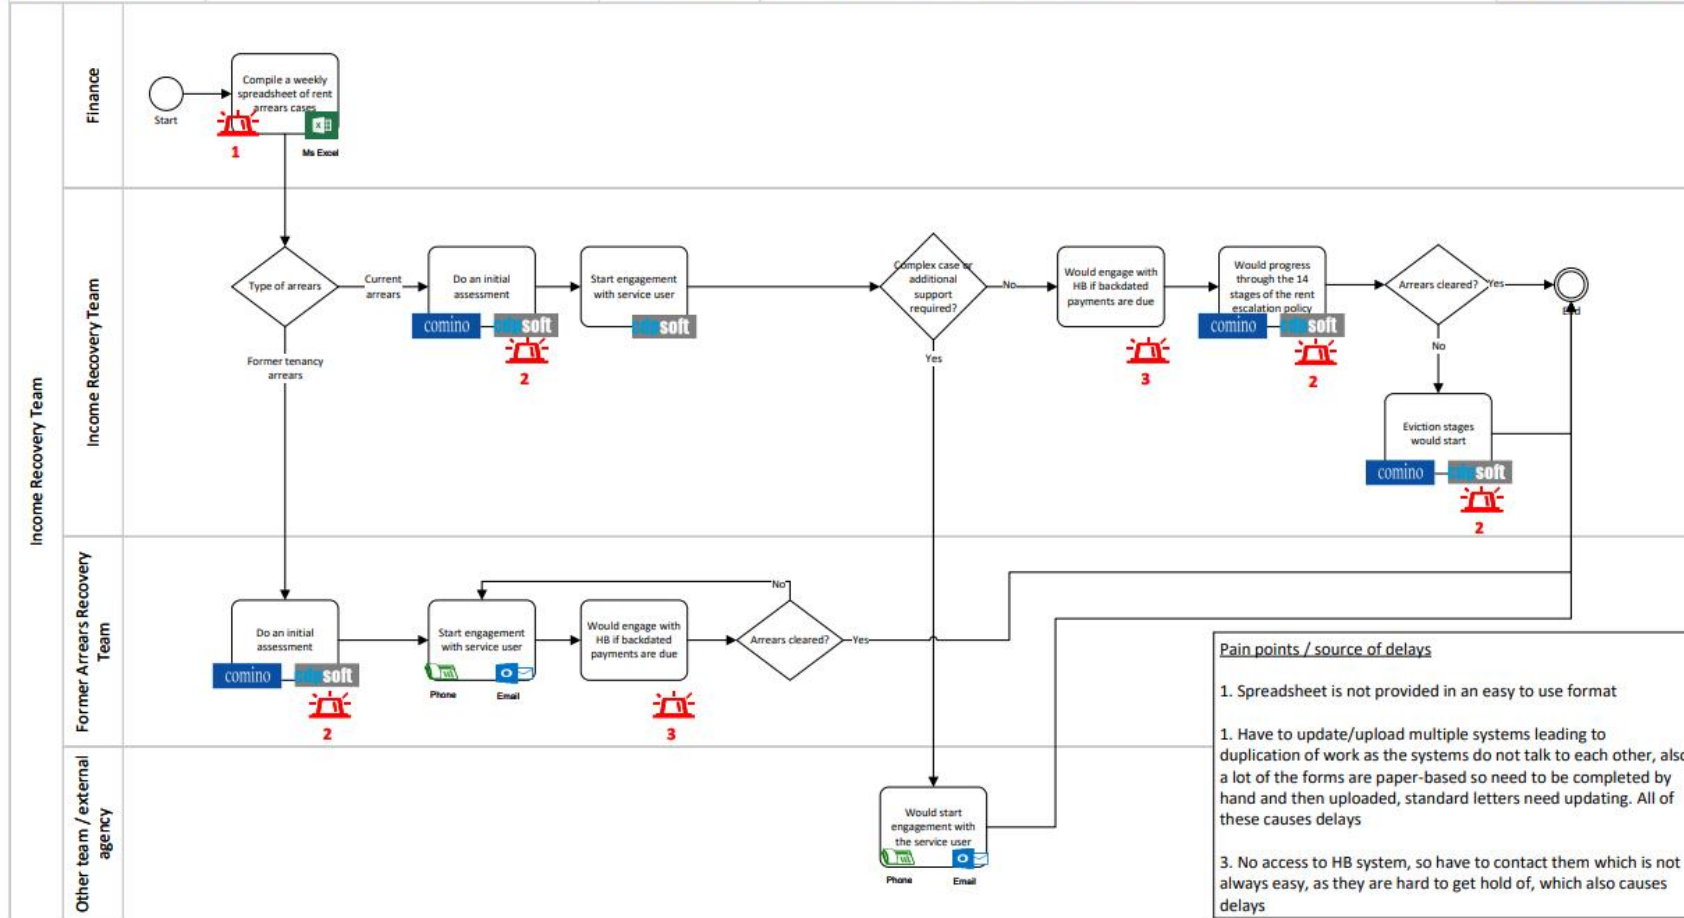 Income Recovery Team
Finance
Start
Compile a weekly
spreadsheet of rent
arrears cases
1
Ms Excel
Income Recovery Team
Type of arrears
Current
arrears
Do an initial
assessment
comino
cdpsoft
2
Start engagement
with service user
cdpsoft
Complex case or
additional
support
required?
No
Would engage with
HB if backdated
payments are due
3
Would progress
through the 14
stages of the rent
escalation policy
comino
cdpsoft
2
Arrears cleared?
Yes
End
No
Eviction stages
would start
comino
cdpsoft
2
Former tenancy
arrears
Yes
Former Arrears Recovery
Team
Do an initial
assessment
comino
cdpsoft
2
Start engagement
with service user
Phone
Email
Would engage with
HB if backdated
payments are due
3
No
Arrears cleared?
Yes
Other team / external
agency
Would start
engagement with
the service user
Phone
Email
Pain points / source of delays
1. Spreadsheet is not provided in an easy to use format
1. Have to update/upload multiple systems leading to
duplication of work as the systems do not talk to each other, also
a lot of the forms are paper-based so need to be completed by
hand and then uploaded, standard letters need updating. All of
these causes delays
3. No access to HB system, so have to contact them which is not
always easy, as they are hard to get hold of, which also causes
delays